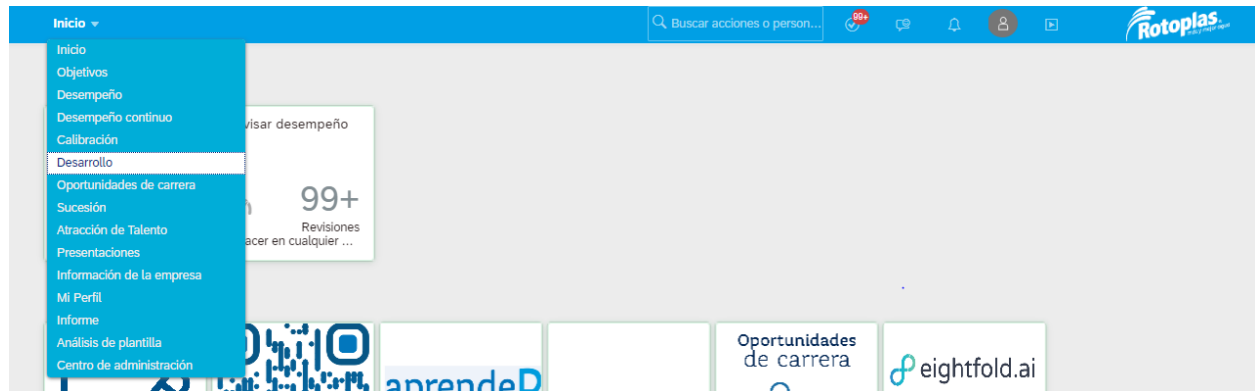 Inicio
Buscar acciones o person...
99+
Rotoplas
Inicio
Objetivos
Desempeño
Desempeño continuo
Calibración
Desarrollo
Oportunidades de carrera
Sucesión
Atracción de Talento
Presentaciones
Información de la empresa
Mi Perfil
Informe
Análisis de plantilla
Centro de administración
visar desempeño
99+
Revisiones
acer en cualquier ...
aprendeR
Oportunidades
de carrera
eightfold.ai